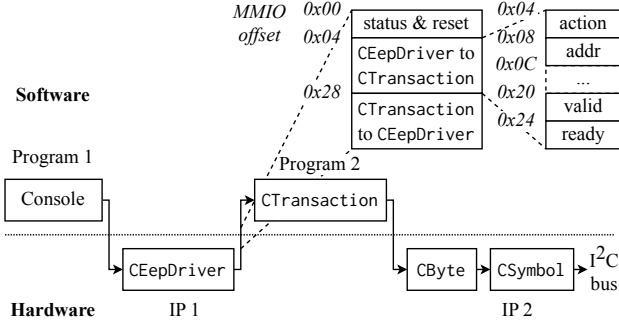 MMIO
offset
0x00
0x04
0x28
status & reset
CEepDriver to
CTransaction
CTransaction
to CEepDriver
0x04
0x08
0x0C
0x20
0x24
action
addr
...
valid
ready
Software
Program 1
Console
Program 2
CTransaction
CEepDriver
CByte
CSymbol
I²C
bus
Hardware
IP 1
IP 2